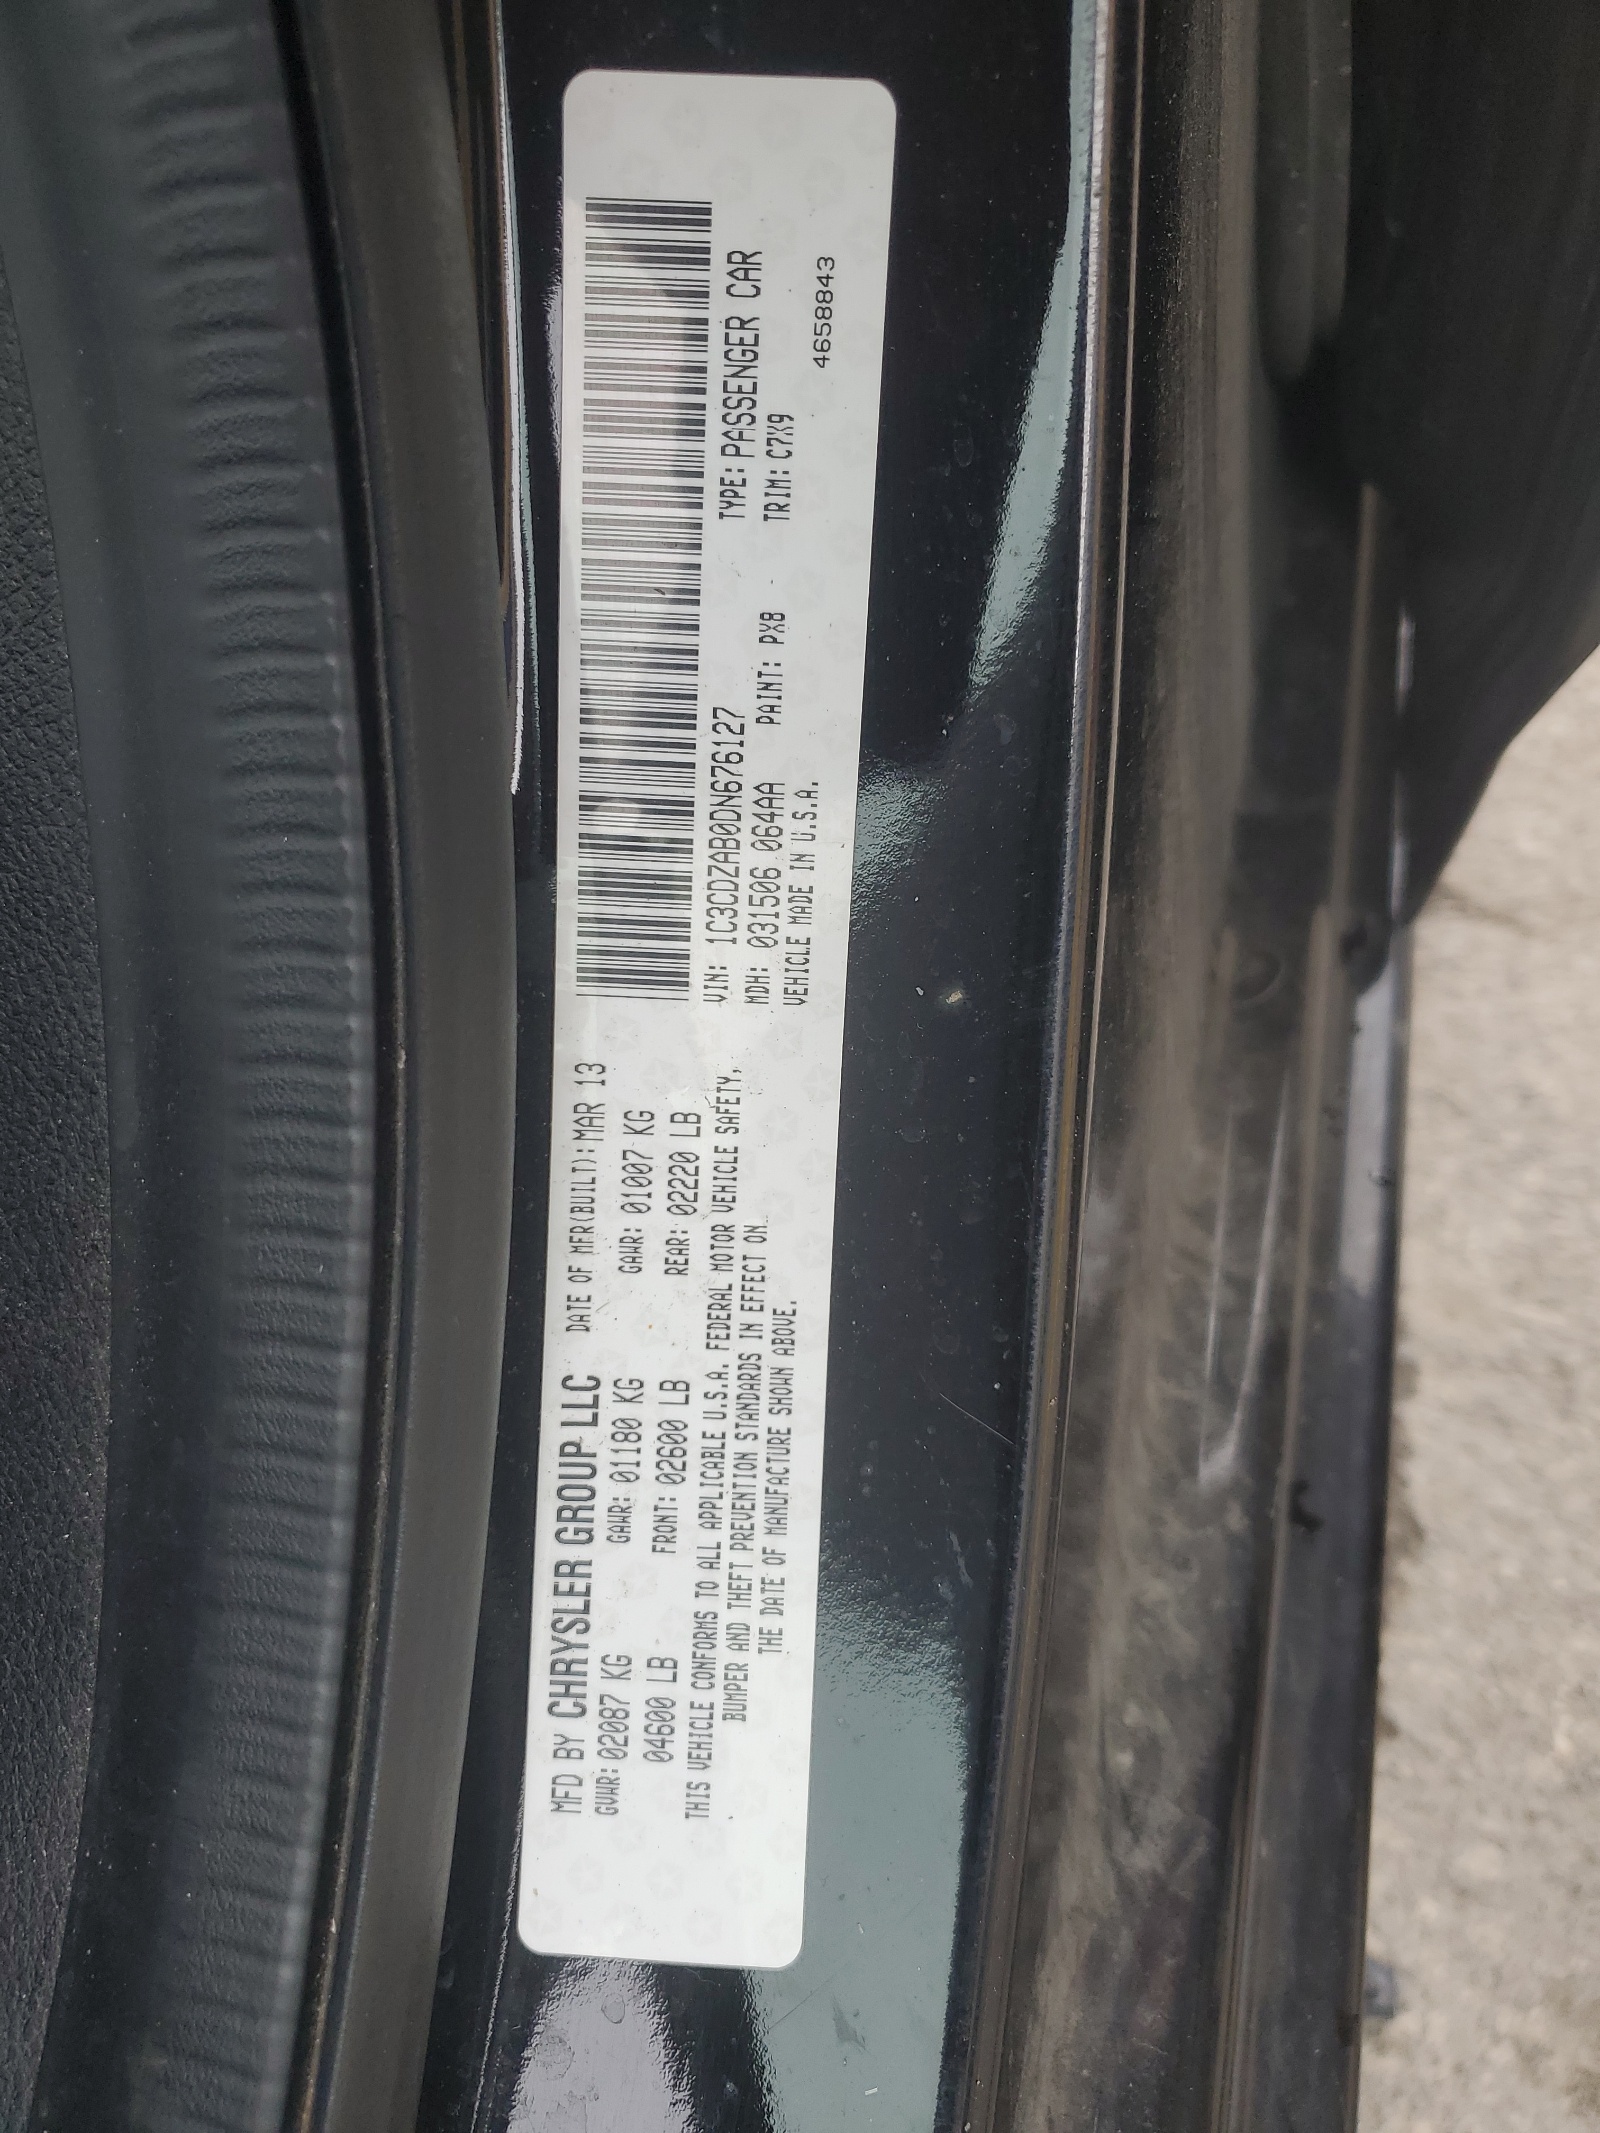 MFD BY CHRYSLER GROUP LLC DATE OF MFR(BUILT): MAR 13
GVWR: 02087 KG GAWR: 01180 KG GAWR: 01007 KG
04600 LB FRONT: 02600 LB REAR: 02220 LB
THIS VEHICLE CONFORMS TO ALL APPLICABLE U.S.A. FEDERAL MOTOR VEHICLE SAFETY,
BUMPER AND THEFT PREVENTION STANDARDS IN EFFECT ON
THE DATE OF MANUFACTURE SHOWN ABOVE.
VIN: 1C3CDZAB0DN676127 TYPE: PASSENGER CAR
MDH: 031506 064AA PAINT: PX8 TRIM: C7X9
VEHICLE MADE IN U.S.A.
4658843